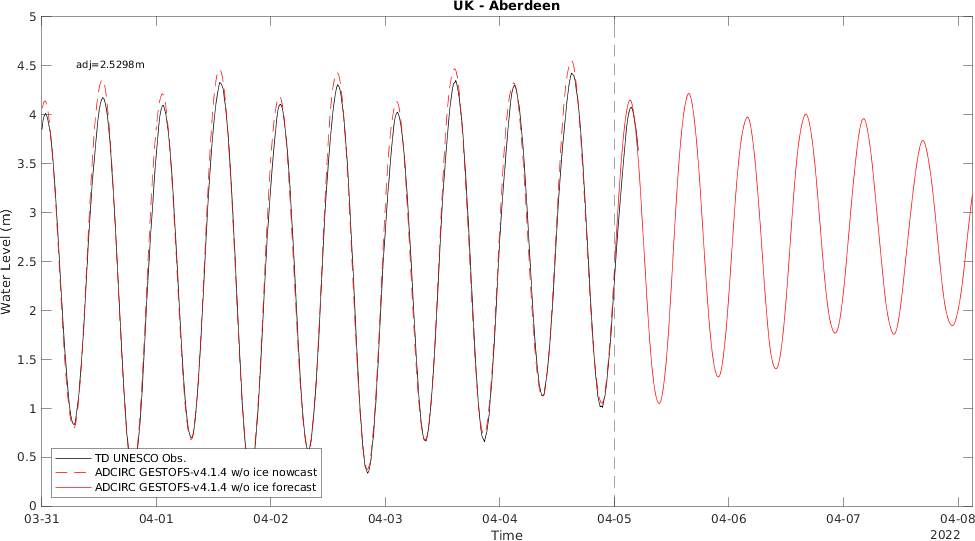 UK - Aberdeen
adj=2.5298m
5
4.5
4
3.5
3
2.5
2
1.5
1
0.5
0
Water Level (m)
TD UNESCO Obs.
ADCIRC GESTOFS-v4.1.4 w/o ice nowcast
ADCIRC GESTOFS-v4.1.4 w/o ice forecast
03-31 04-01 04-02 04-03 04-04 04-05 04-06 04-07 04-08
Time
2022